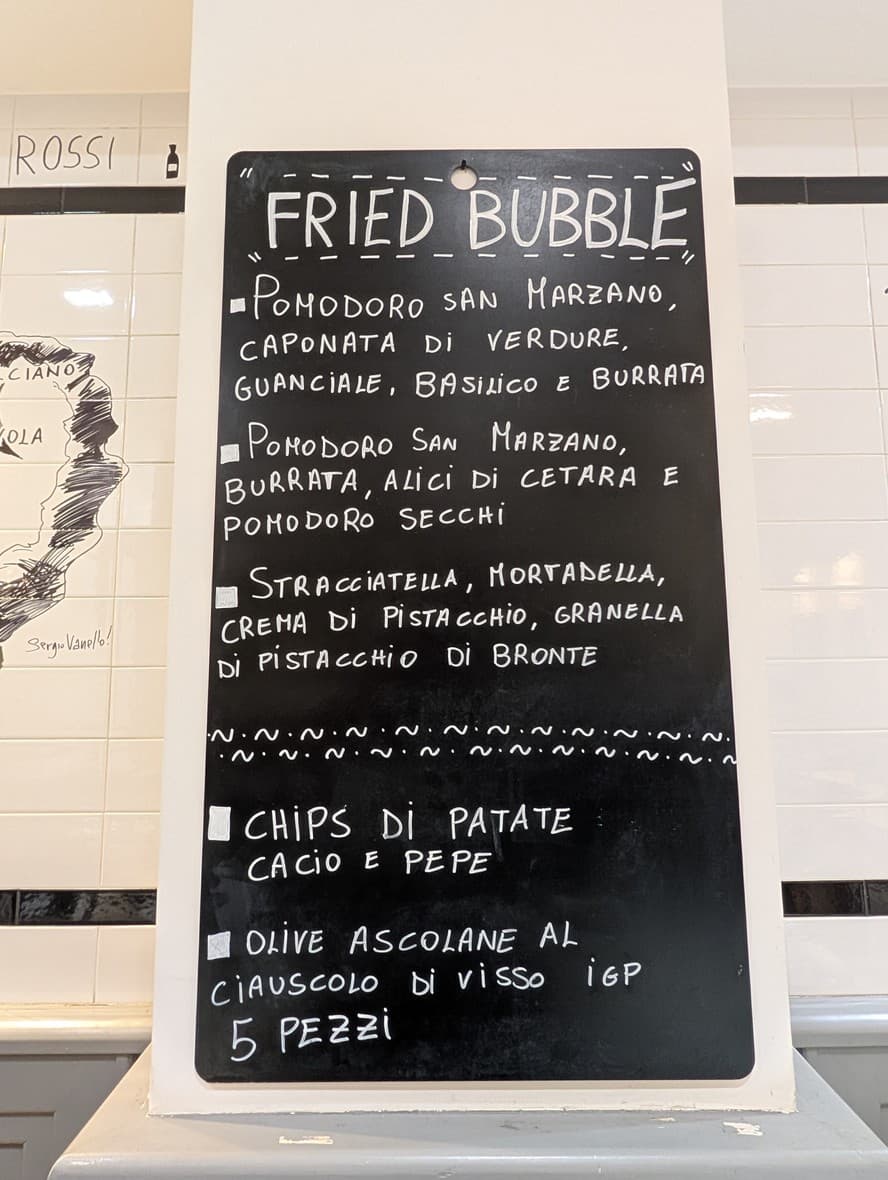 ROSSI
"FRIED BUBBLE"
POMODORO SAN MARZANO,
CAPONATA Di VERDURE,
GUANCiALE, BASiLiCO E BURRATA
POMODORO SAN MARZANO,
BURRATA, ALiCi Di CETARA E
POMODORO SECCHi
STRACCiATELLA, MORTADELLA,
CREMA Di PiSTACCHiO, GRANELLA
Di PiSTACCHiO Di BRONTE
CHiPS Di PATATE
CACiO E PEPE
OLiVE ASCOLANE AL
CiAUSCOLO Di ViSSO iGP
5 PEZZi
CIANO
OLA
Sergio Vanello!